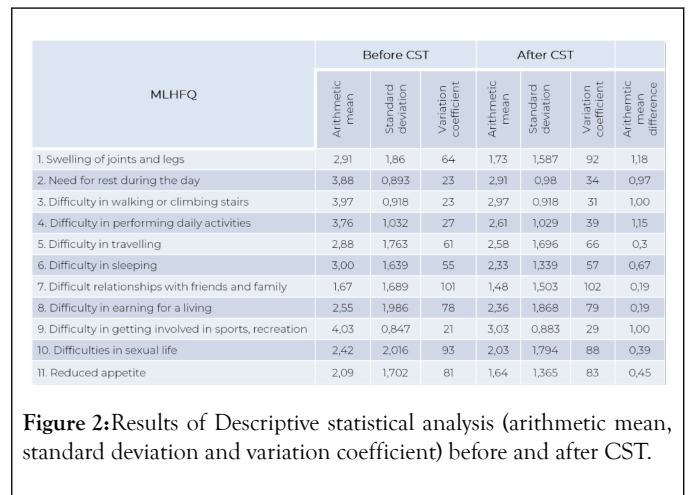 Before CST After CST
MLHFQ Arithmetic mean Standard deviation Variation coefficient Arithmetic mean Standard deviation Variation coefficient Arithemtic mean difference
1. Swelling of joints and legs 2,91 1,86 64 1,73 1,587 92 1,18
2. Need for rest during the day 3,88 0,893 23 2,91 0,98 34 0,97
3. Difficulty in walking or climbing stairs 3,97 0,918 23 2,97 0,918 31 1,00
4. Difficulty in performing daily activities 3,76 1,032 27 2,61 1,029 39 1,15
5. Difficulty in travelling 2,88 1,763 61 2,58 1,696 66 0,3
6. Difficulty in sleeping 3,00 1,639 55 2,33 1,339 57 0,67
7. Difficult relationships with friends and family 1,67 1,689 101 1,48 1,503 102 0,19
8. Difficulty in earning for a living 2,55 1,986 78 2,36 1,868 79 0,19
9. Difficulty in getting involved in sports, recreation 4,03 0,847 21 3,03 0,883 29 1,00
10. Difficulties in sexual life 2,42 2,016 93 2,03 1,794 88 0,39
11. Reduced appetite 2,09 1,702 81 1,64 1,365 83 0,45
Figure 2:Results of Descriptive statistical analysis (arithmetic mean,
standard deviation and variation coefficient) before and after CST.